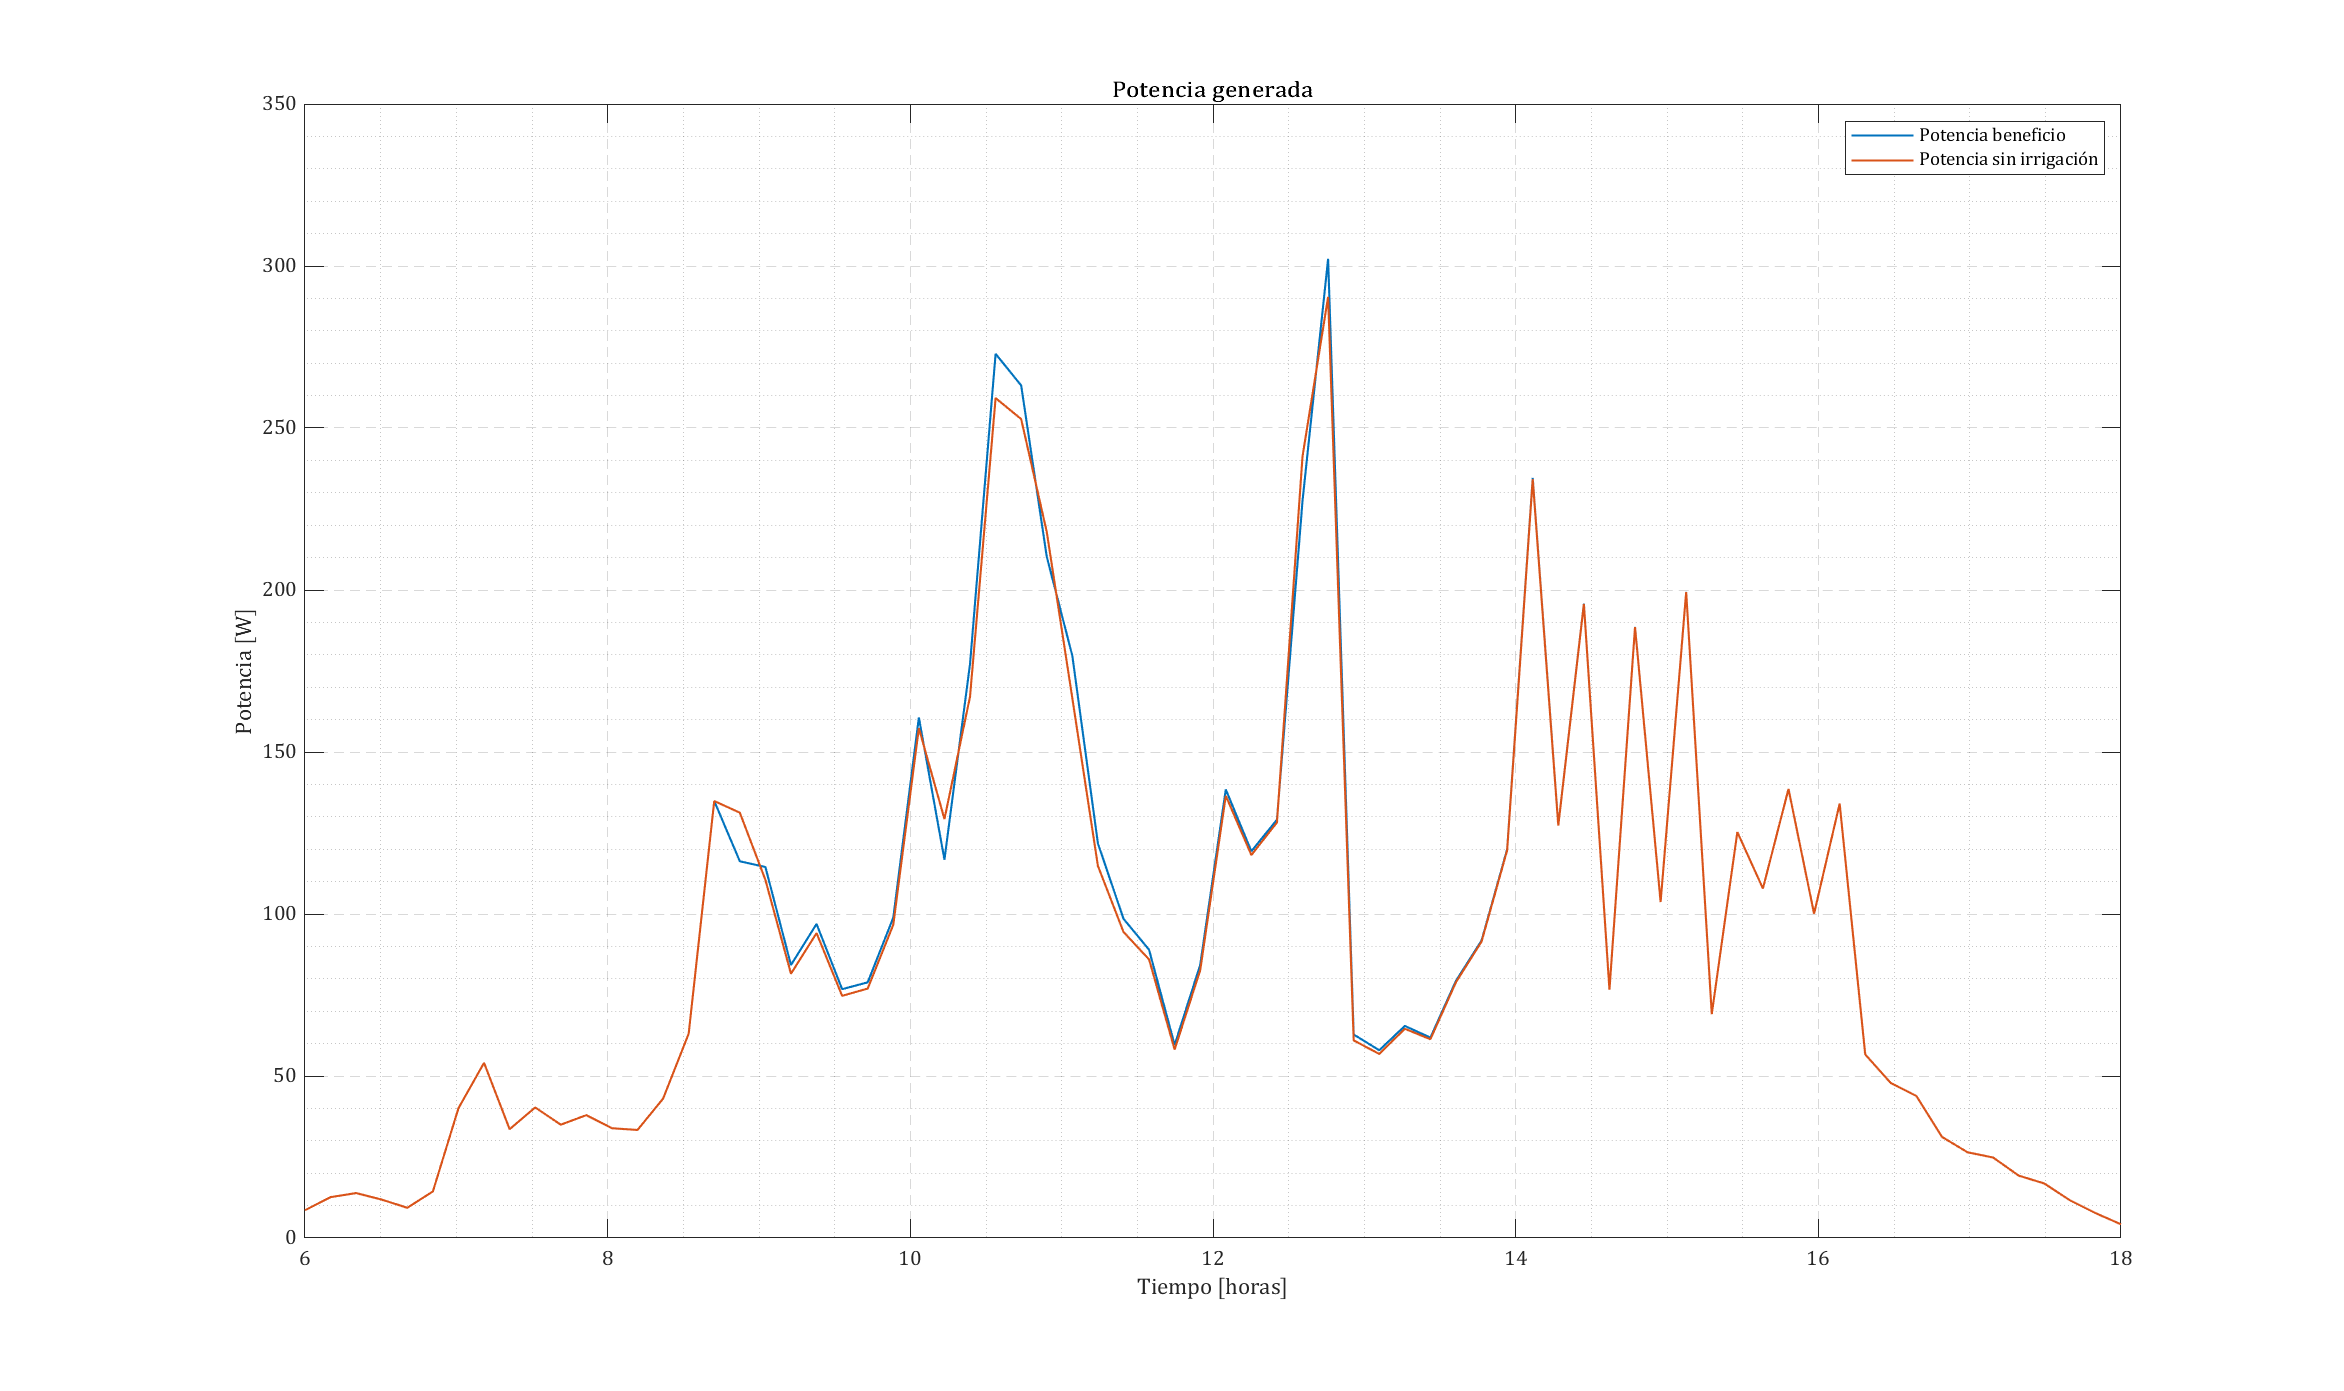 Potencia generada
350
300
250
200
150
100
50
0
Potencia [W]
Potencia beneficio
Potencia sin irrigación
6 8 10 12 14 16 18
Tiempo [horas]